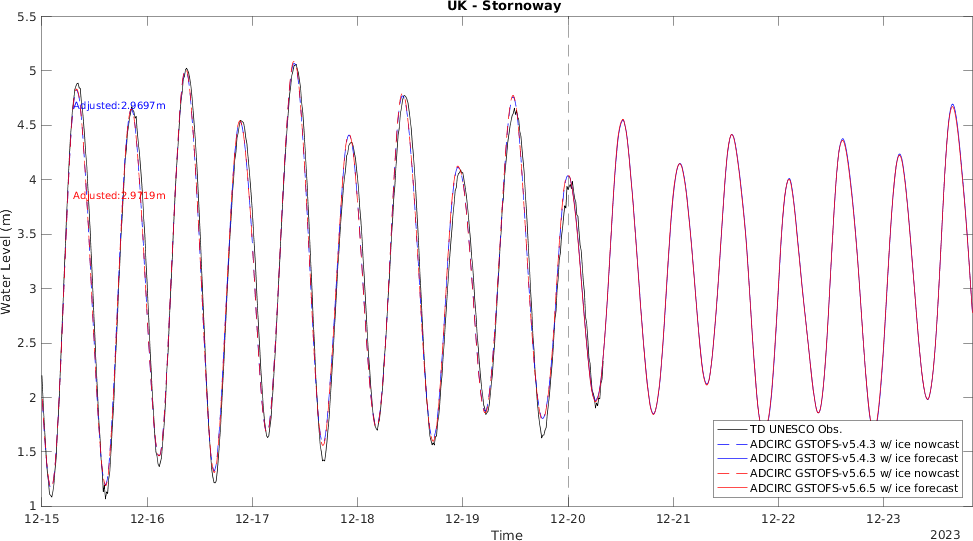 UK - Stornoway
5.5
5
4.5
4
3.5
3
2.5
2
1.5
1
Water Level (m)
Adjusted:2.9697m
Adjusted:2.9719m
TD UNESCO Obs.
ADCIRC GSTOFS-v5.4.3 w/ ice nowcast
ADCIRC GSTOFS-v5.4.3 w/ ice forecast
ADCIRC GSTOFS-v5.6.5 w/ ice nowcast
ADCIRC GSTOFS-v5.6.5 w/ ice forecast
12-15 12-16 12-17 12-18 12-19 12-20 12-21 12-22 12-23
Time
2023